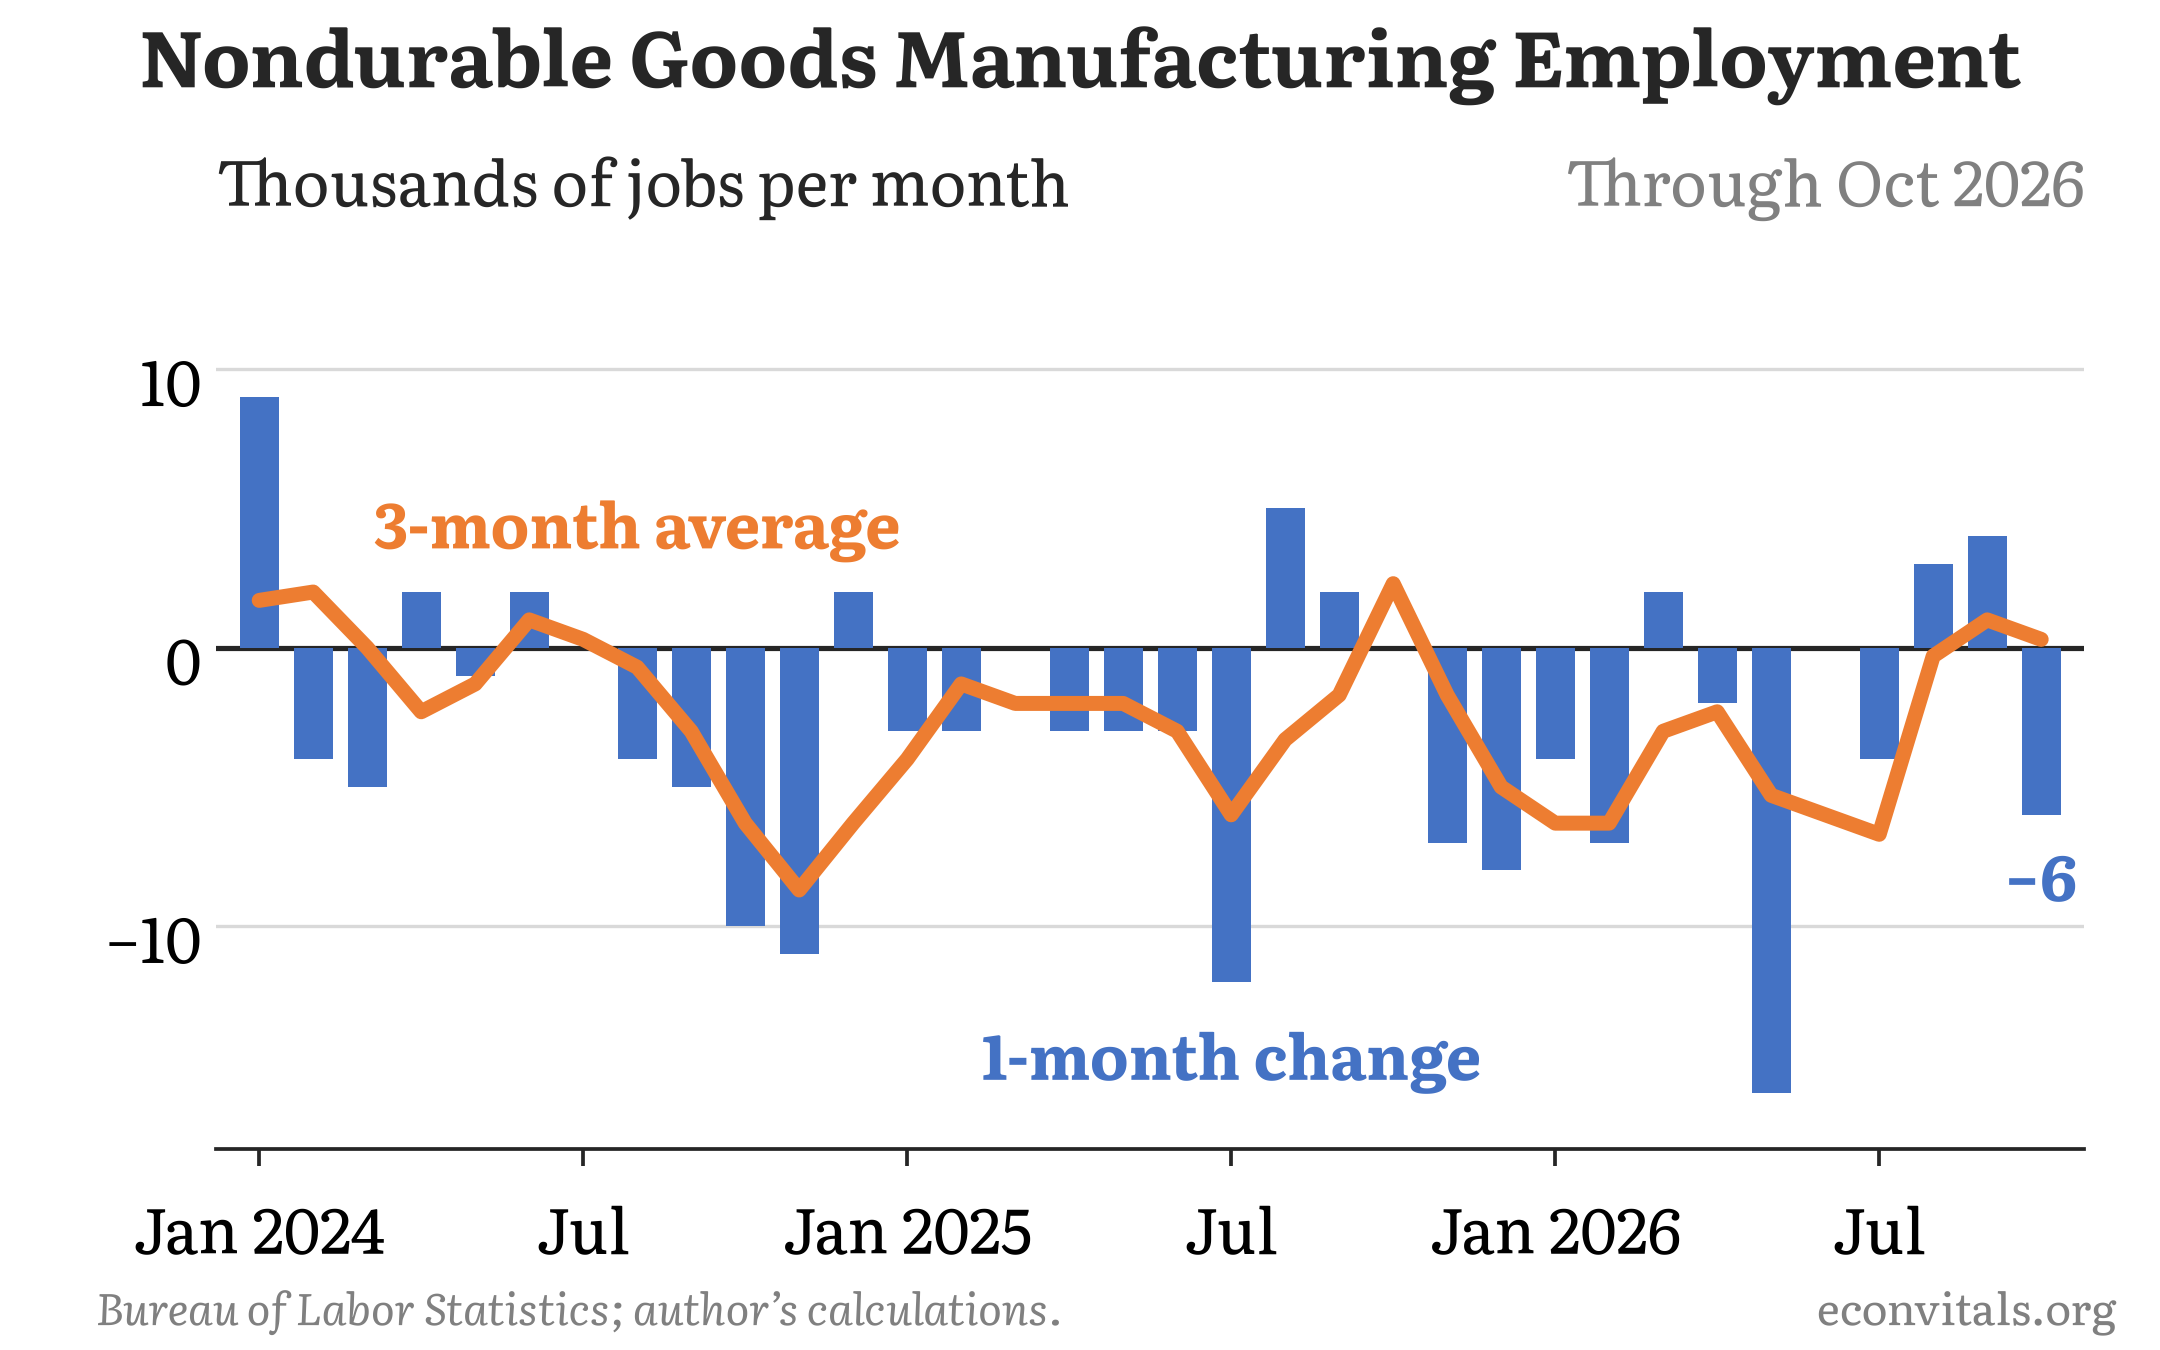 Nondurable Goods Manufacturing Employment
Thousands of jobs per month
Through Oct 2026
10
3-month average
0
−6
−10
1-month change
Jan 2024
Jul
Jan 2025
Jul
Jan 2026
Jul
Bureau of Labor Statistics; author’s calculations.
econvitals.org